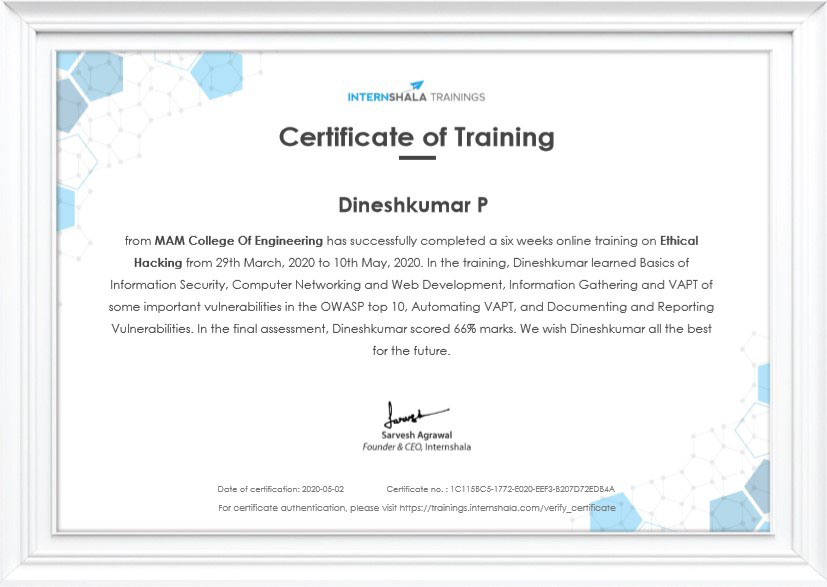 INTERNSHALA TRAININGS
Certificate of Training
Dineshkumar P
from MAM College Of Engineering has successfully completed a six weeks online training on Ethical
Hacking from 29th March, 2020 to 10th May, 2020. In the training, Dineshkumar learned Basics of
Information Security, Computer Networking and Web Development, Information Gathering and VAPT of
some important vulnerabilities in the OWASP top 10, Automating VAPT, and Documenting and Reporting
Vulnerabilities. In the final assessment, Dineshkumar scored 66% marks. We wish Dineshkumar all the best
for the future.
Sarvesh
Sarvesh Agrawal
Founder & CEO, Internshala
Date of certification: 2020-05-02 Certificate no. : 1C115BC5-1772-E020-EEF3-B207D72EDB4A
For certificate authentication, please visit https://trainings.internshala.com/verify_certificate